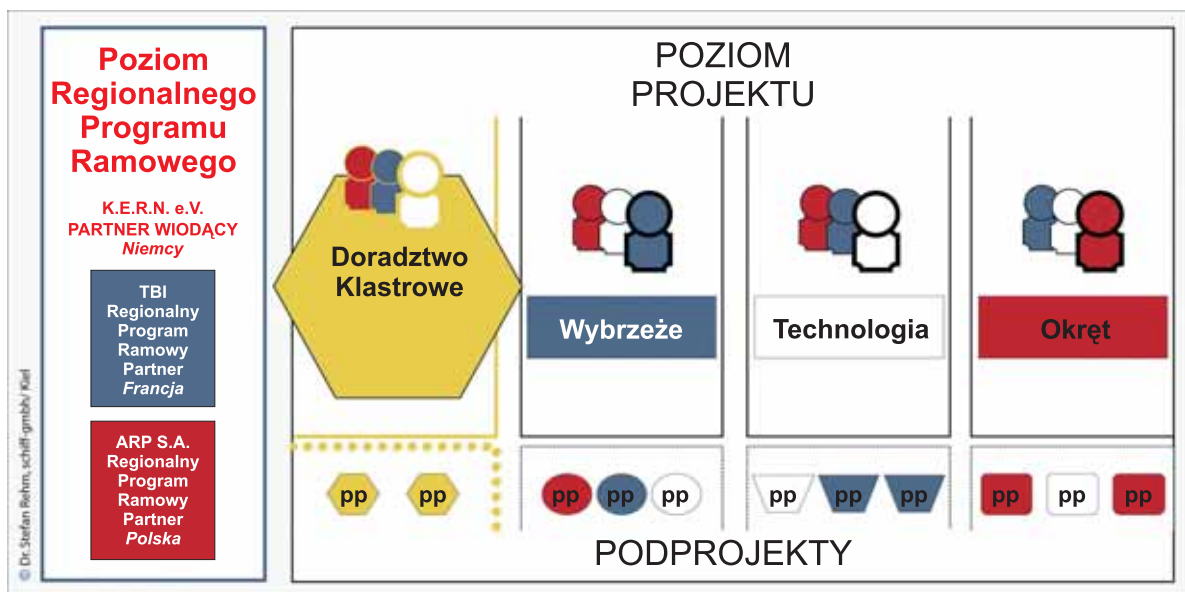 Poziom
Regionalnego
Programu
Ramowego
K.E.R.N. e.V.
PARTNER WIODĄCY
Niemcy
TBI
Regionalny
Program
Ramowy
Partner
Francja
ARP S.A.
Regionalny
Program
Ramowy
Partner
Polska
© Dr. Stefan Rehm, schiff-gmbh/ Kiel
POZIOM
PROJEKTU
Doradztwo
Klastrowe
Wybrzeże
Technologia
Okręt
pp pp pp pp pp pp pp pp pp pp pp
PODPROJEKTY